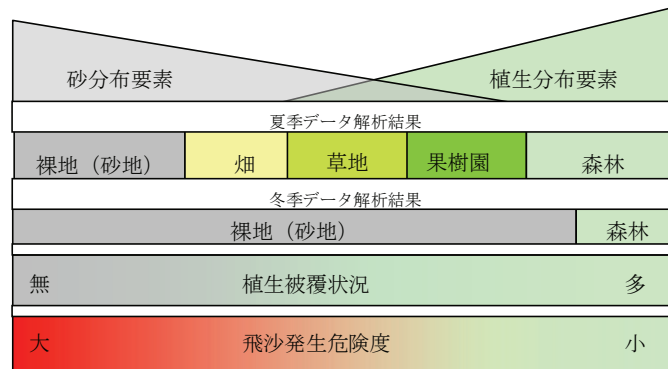 砂分布要素 植生分布要素
夏季データ解析結果
裸地（砂地） 畑 草地 果樹園 森林
冬季データ解析結果
裸地（砂地） 森林
無 植生被覆状況 多
大 飛沙発生危険度 小